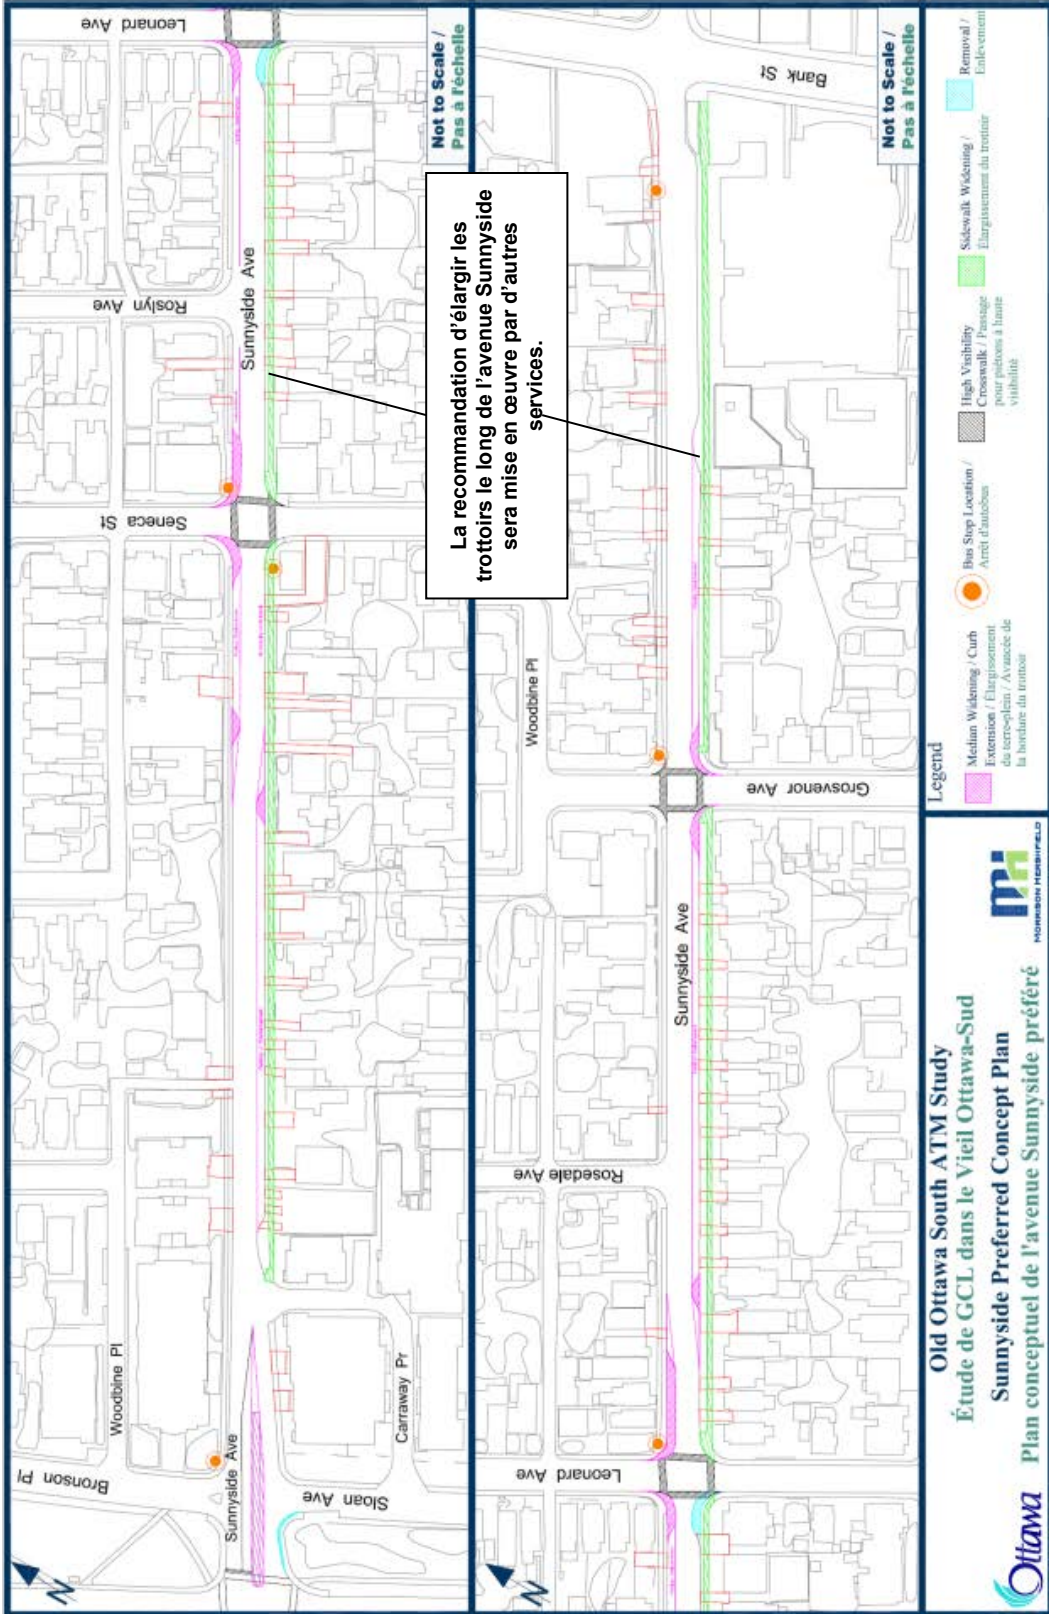 Bronson Pl
Woodbine Pl
Sunnyside Ave
Sloan Ave
Carraway Pr
Seneca St
Roslyn Ave
Sunnyside Ave
Leonard Ave
N
Not to Scale /
Pas à l'échelle
La recommandation d'élargir les
trottoirs le long de l'avenue Sunnyside
sera mise en œuvre par d'autres
services.
Leonard Ave
Rosedale Ave
Sunnyside Ave
Woodbine Pl
Grosvenor Ave
Bank St
N
Not to Scale /
Pas à l'échelle
Ottawa
Old Ottawa South ATM Study
Étude de GCL dans le Vieil Ottawa-Sud
Sunnyside Preferred Concept Plan
Plan conceptuel de l'avenue Sunnyside préféré
MORRISON HERSHFIELD
Legend
Median Widening / Curb
Extension / Élargissement
du terre-plein / Avancée de
la bordure du trottoir
Bus Stop Location /
Arrêt d'autobus
High Visibility
Crosswalk / Passage
pour piétons à haute
visibilité
Sidewalk Widening /
Élargissement du trottoir
Removal /
Enlèvement